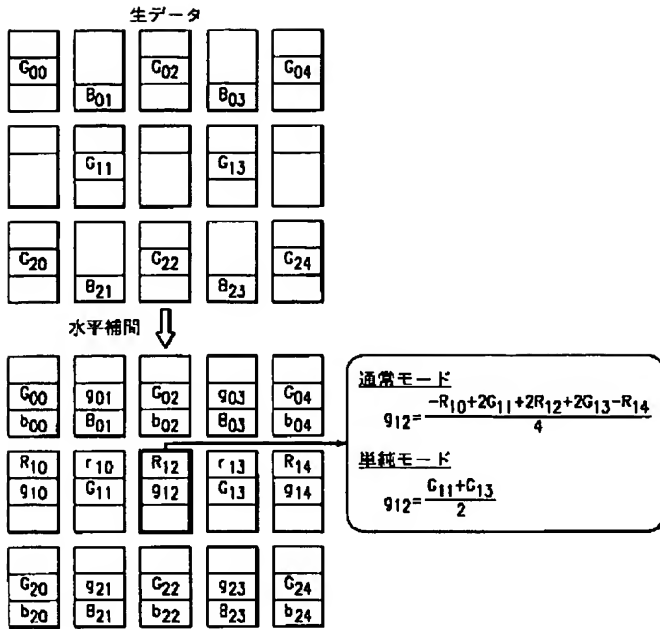 生データ
G00 G02 G04
B01 B03
G11 G13
G20 G22 G24
B21 B23
水平補間
G00 g01 G02 g03 G04
b00 B01 b02 B03 b04
R10 r10 R12 r13 R14
g10 G11 g12 G13 g14
G20 g21 G22 g23 G24
b20 B21 b22 B23 b24
通常モード
g12=(-R10+2G11+2R12+2G13-R14)/4
単純モード
g12=(G11+G13)/2